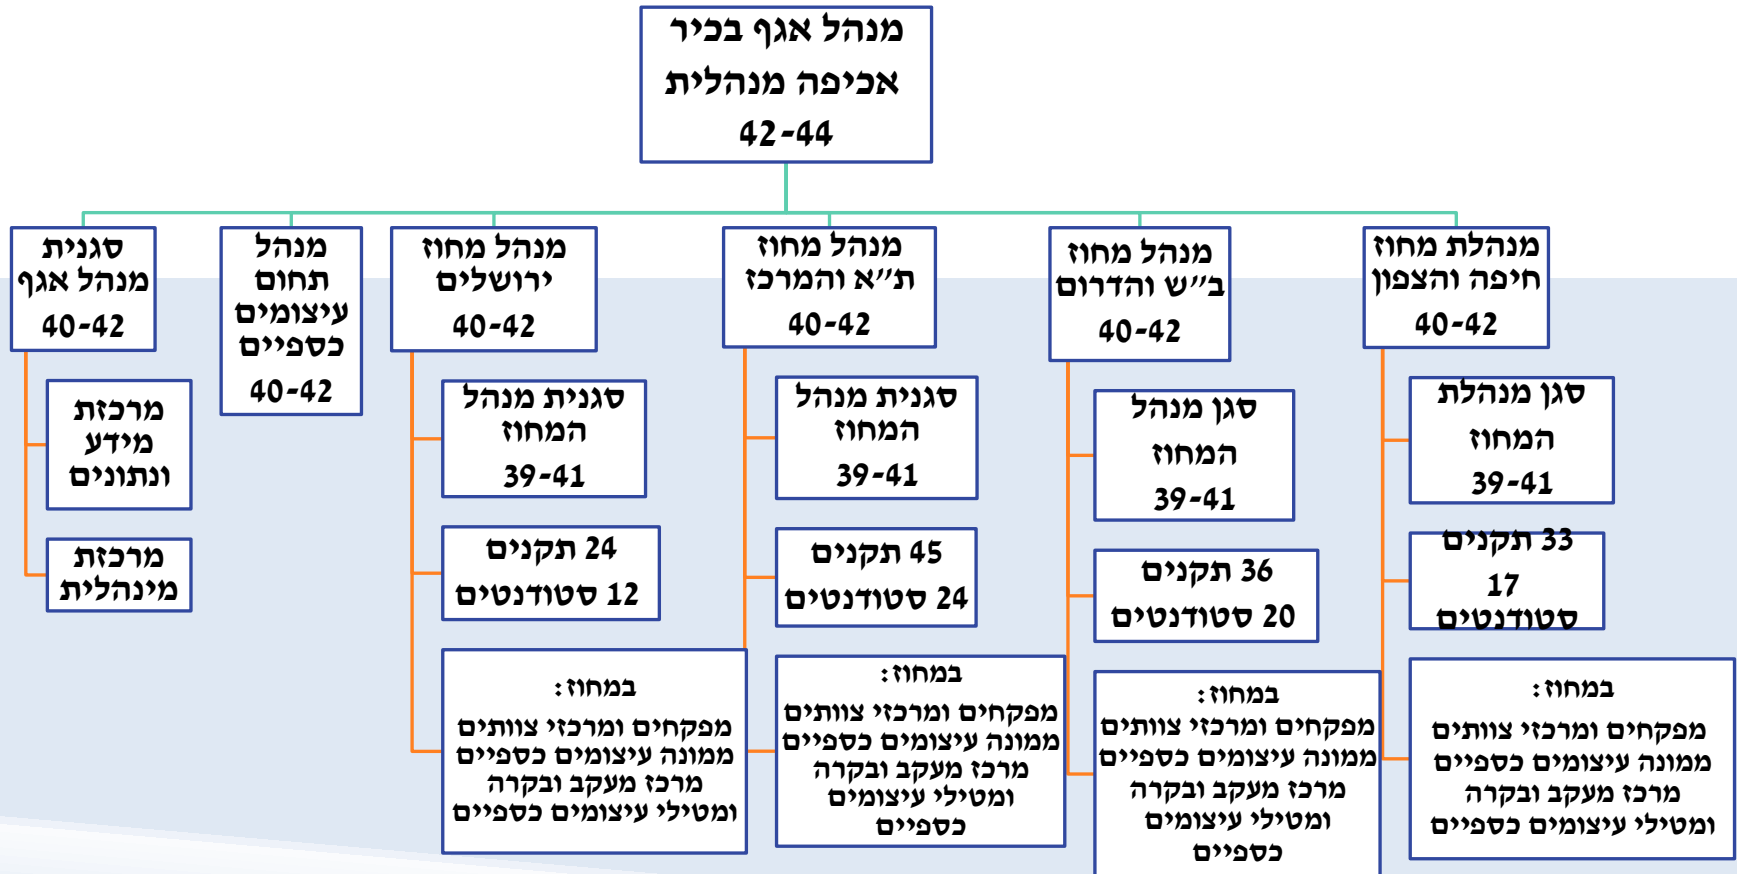 מנהל אגף בכיר
אכיפה מנהלית
42-44
מנהלת מחוז
חיפה והצפון
40-42
סגן מנהלת
המחוז
39-41
33 תקנים
17
סטודנטים
במחוז:
מפקחים ומרכזי צוותים
ממונה עיצומים כספיים
מרכז מעקב ובקרה
ומטילי עיצומים כספיים
מנהל מחוז
ב״ש והדרום
40-42
סגן מנהל
המחוז
39-41
36 תקנים
20 סטודנטים
במחוז:
מפקחים ומרכזי צוותים
ממונה עיצומים כספיים
מרכז מעקב ובקרה
ומטילי עיצומים
כספיים
מנהל מחוז
ת״א והמרכז
40-42
סגנית מנהל
המחוז
39-41
45 תקנים
24 סטודנטים
במחוז:
מפקחים ומרכזי צוותים
ממונה עיצומים כספיים
מרכז מעקב ובקרה
ומטילי עיצומים
כספיים
מנהל מחוז
ירושלים
40-42
סגנית מנהל
המחוז
39-41
24 תקנים
12 סטודנטים
במחוז:
מפקחים ומרכזי צוותים
ממונה עיצומים כספיים
מרכז מעקב ובקרה
ומטילי עיצומים כספיים
מנהל
תחום
עיצומים
כספיים
40-42
סגנית
מנהל אגף
40-42
מרכזת
מידע
ונתונים
מרכזת
מינהלית